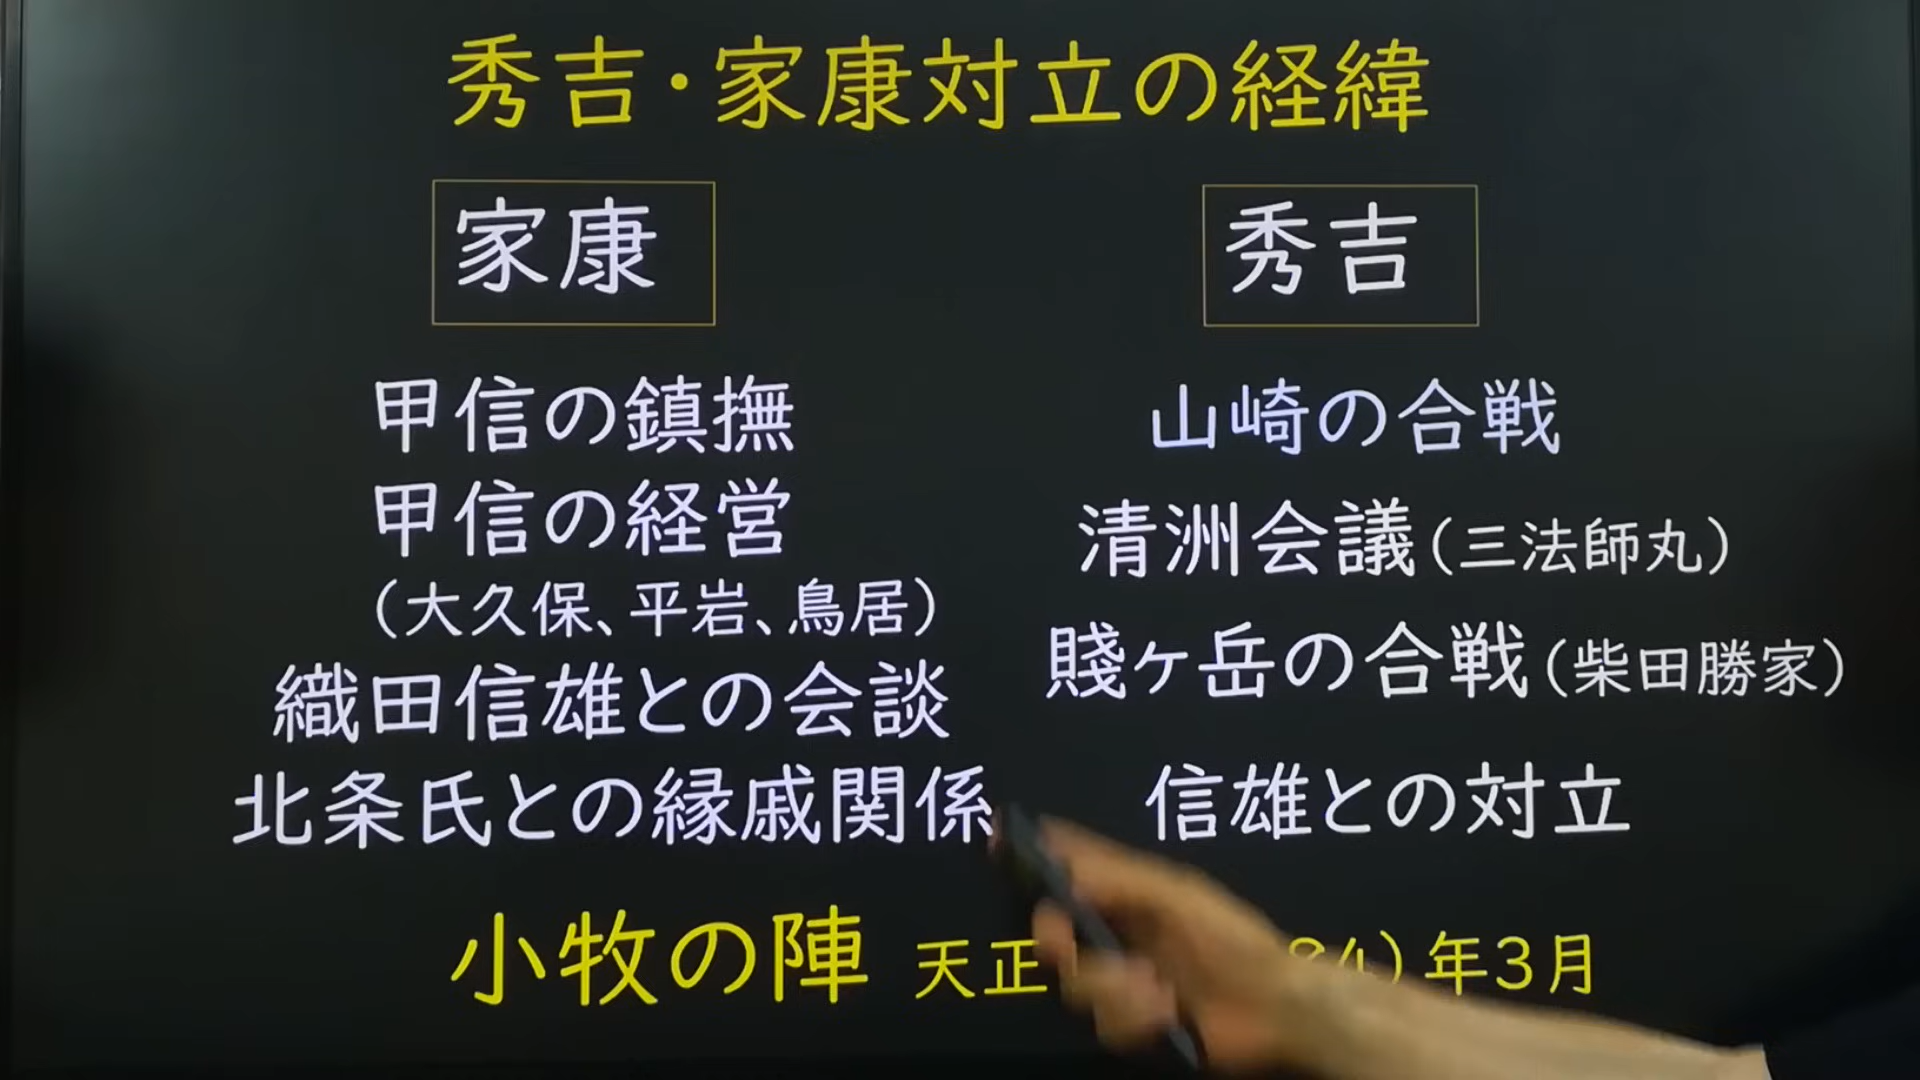 秀吉・家康対立の経緯
家康
甲信の鎮撫
甲信の経営
(大久保、平岩、鳥居)
織田信雄との会談
北条氏との縁戚関係
秀吉
山崎の合戦
清洲会議(三法師丸)
賤ヶ岳の合戦(柴田勝家)
信雄との対立
小牧の陣 天正 84)年3月